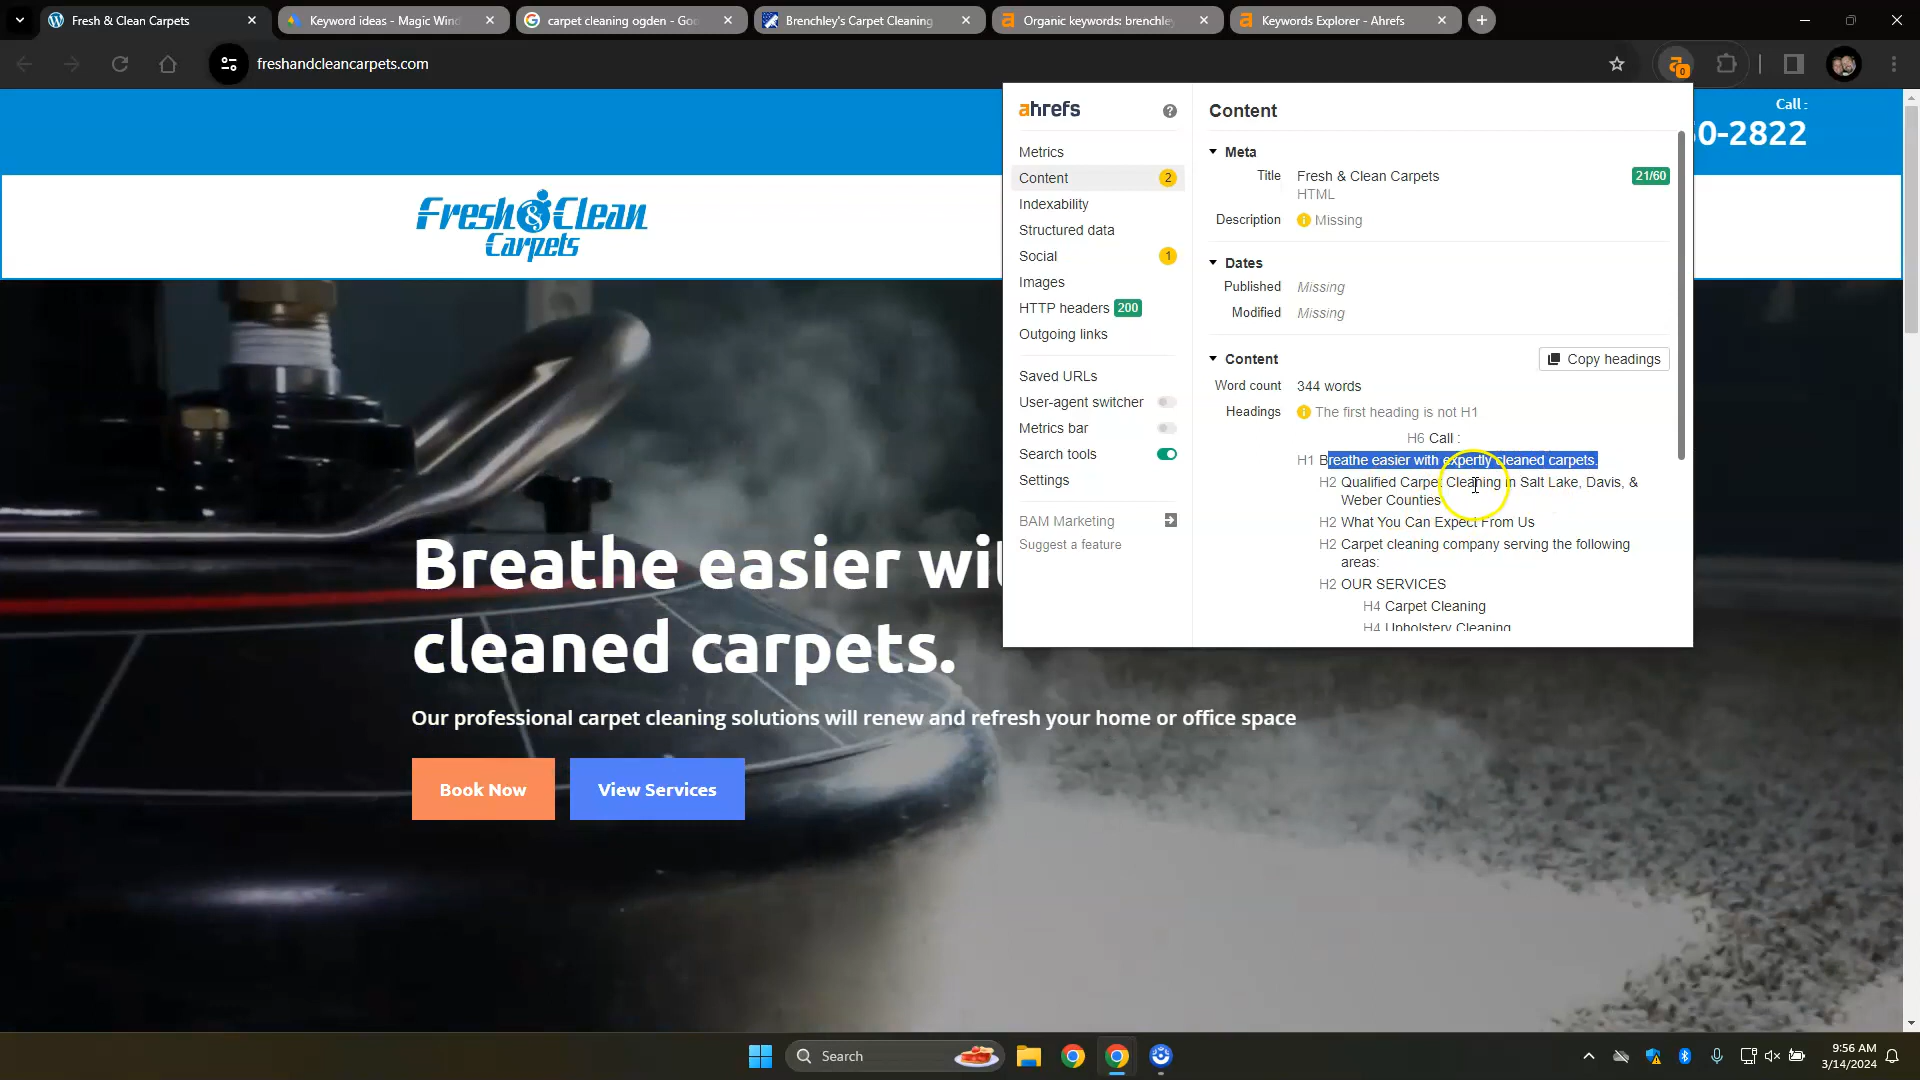 Fresh & Clean Carpets
Keyword ideas - Magic Wind
carpet cleaning ogden - Goo
Brenchley's Carpet Cleaning
Organic keywords: brenchley
Keywords Explorer - Ahrefs
freshandcleancarpets.com
Call :
0-2822
Fresh & Clean
Carpets
Breathe easier wi
cleaned carpets.
Our professional carpet cleaning solutions will renew and refresh your home or office space
Book Now
View Services
ahrefs
Metrics
Content 2
Indexability
Structured data
Social 1
Images
HTTP headers 200
Outgoing links
Saved URLs
User-agent switcher
Metrics bar
Search tools
Settings
BAM Marketing
Suggest a feature
Content
Meta
Title Fresh & Clean Carpets 21/60
HTML
Description Missing
Dates
Published Missing
Modified Missing
Content Copy headings
Word count 344 words
Headings The first heading is not H1
H6 Call :
H1 Breathe easier with expertly cleaned carpets.
H2 Qualified Carpet Cleaning in Salt Lake, Davis, &
Weber Counties
H2 What You Can Expect From Us
H2 Carpet cleaning company serving the following
areas:
H2 OUR SERVICES
H4 Carpet Cleaning
H4 Upholstery Cleaning
Search
9:56 AM
3/14/2024